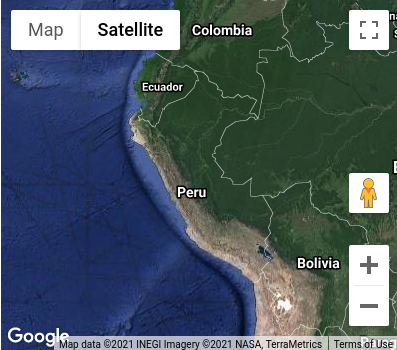 Map
Satellite
Colombia
Ecuador
Peru
Bolivia
Google
Map data ©2021 INEGI Imagery ©2021 NASA, TerraMetrics
Terms of Use